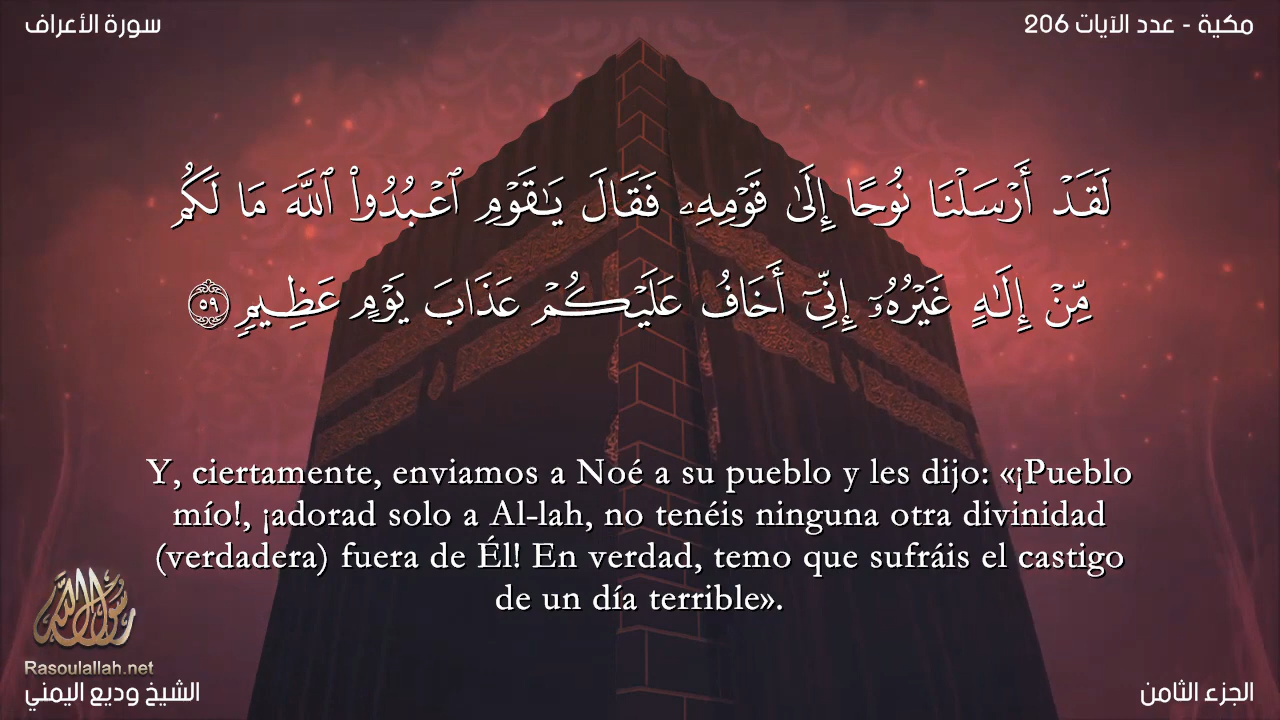 سورة الأعراف
مكية - عدد الآيات 206
لَقَدْ أَرْسَلْنَا نُوحًا إِلَىٰ قَوْمِهِۦ فَقَالَ يَـٰقَوْمِ ٱعْبُدُوا۟ ٱللَّهَ مَا لَكُم
مِّنْ إِلَـٰهٍ غَيْرُهُۥٓ إِنِّىٓ أَخَافُ عَلَيْكُمْ عَذَابَ يَوْمٍ عَظِيمٍ ٥٩
Y, ciertamente, enviamos a Noé a su pueblo y les dijo: «¡Pueblo
mío!, ¡adorad solo a Al-lah, no tenéis ninguna otra divinidad
(verdadera) fuera de Él! En verdad, temo que sufráis el castigo
de un día terrible».
رسول الله
Rasoulallah.net
الشيخ وديع اليمني
الجزء الثامن